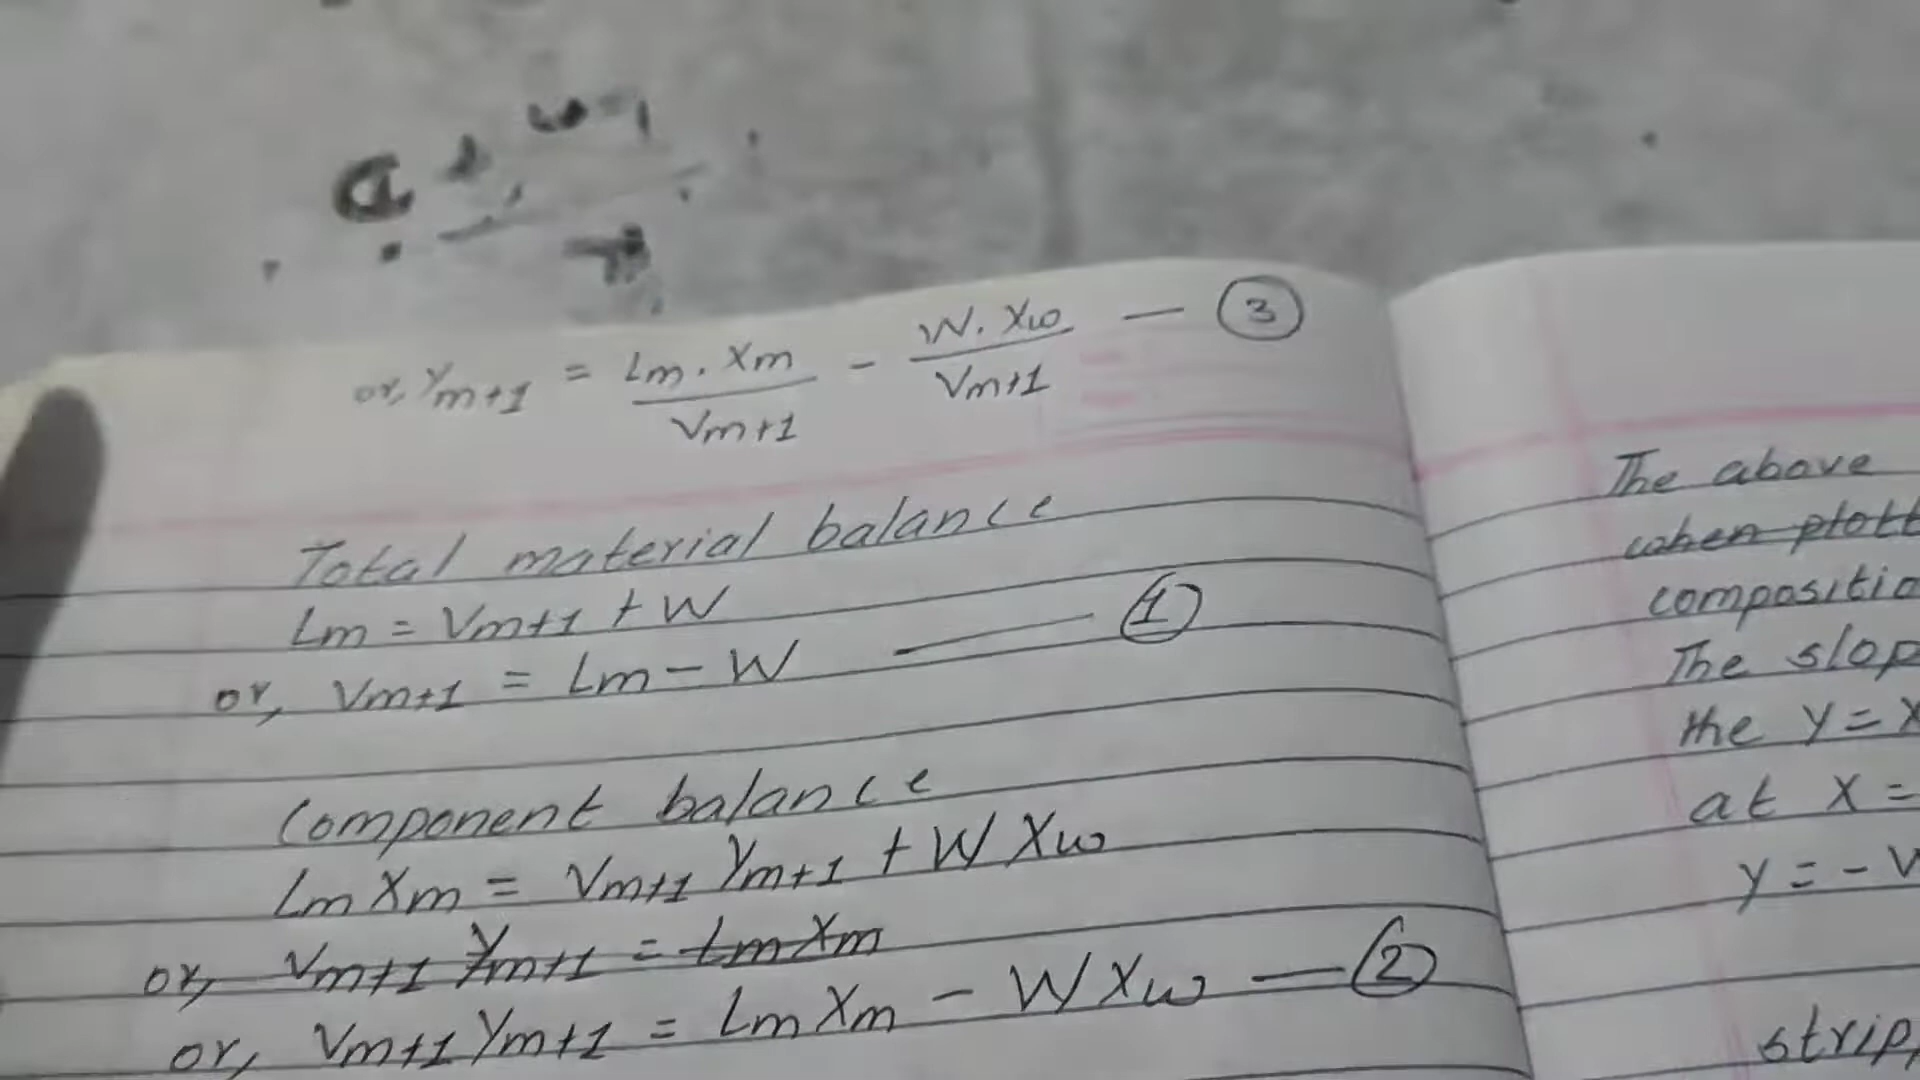 or, Ym+1 = Lm. Xm / Vm+1 - W. Xw / Vm+1 — 3
Total material balance
Lm = Vm+1 + W
or, Vm+1 = Lm - W — 1
Component balance
Lm Xm = Vm+1 Ym+1 + W Xw
or, Vm+1 Ym+1 = Lm Xm
or, Vm+1 Ym+1 = Lm Xm - W Xw — 2
The above
when plott
compositio
The slop
the y = x
at x =
y = -
strip